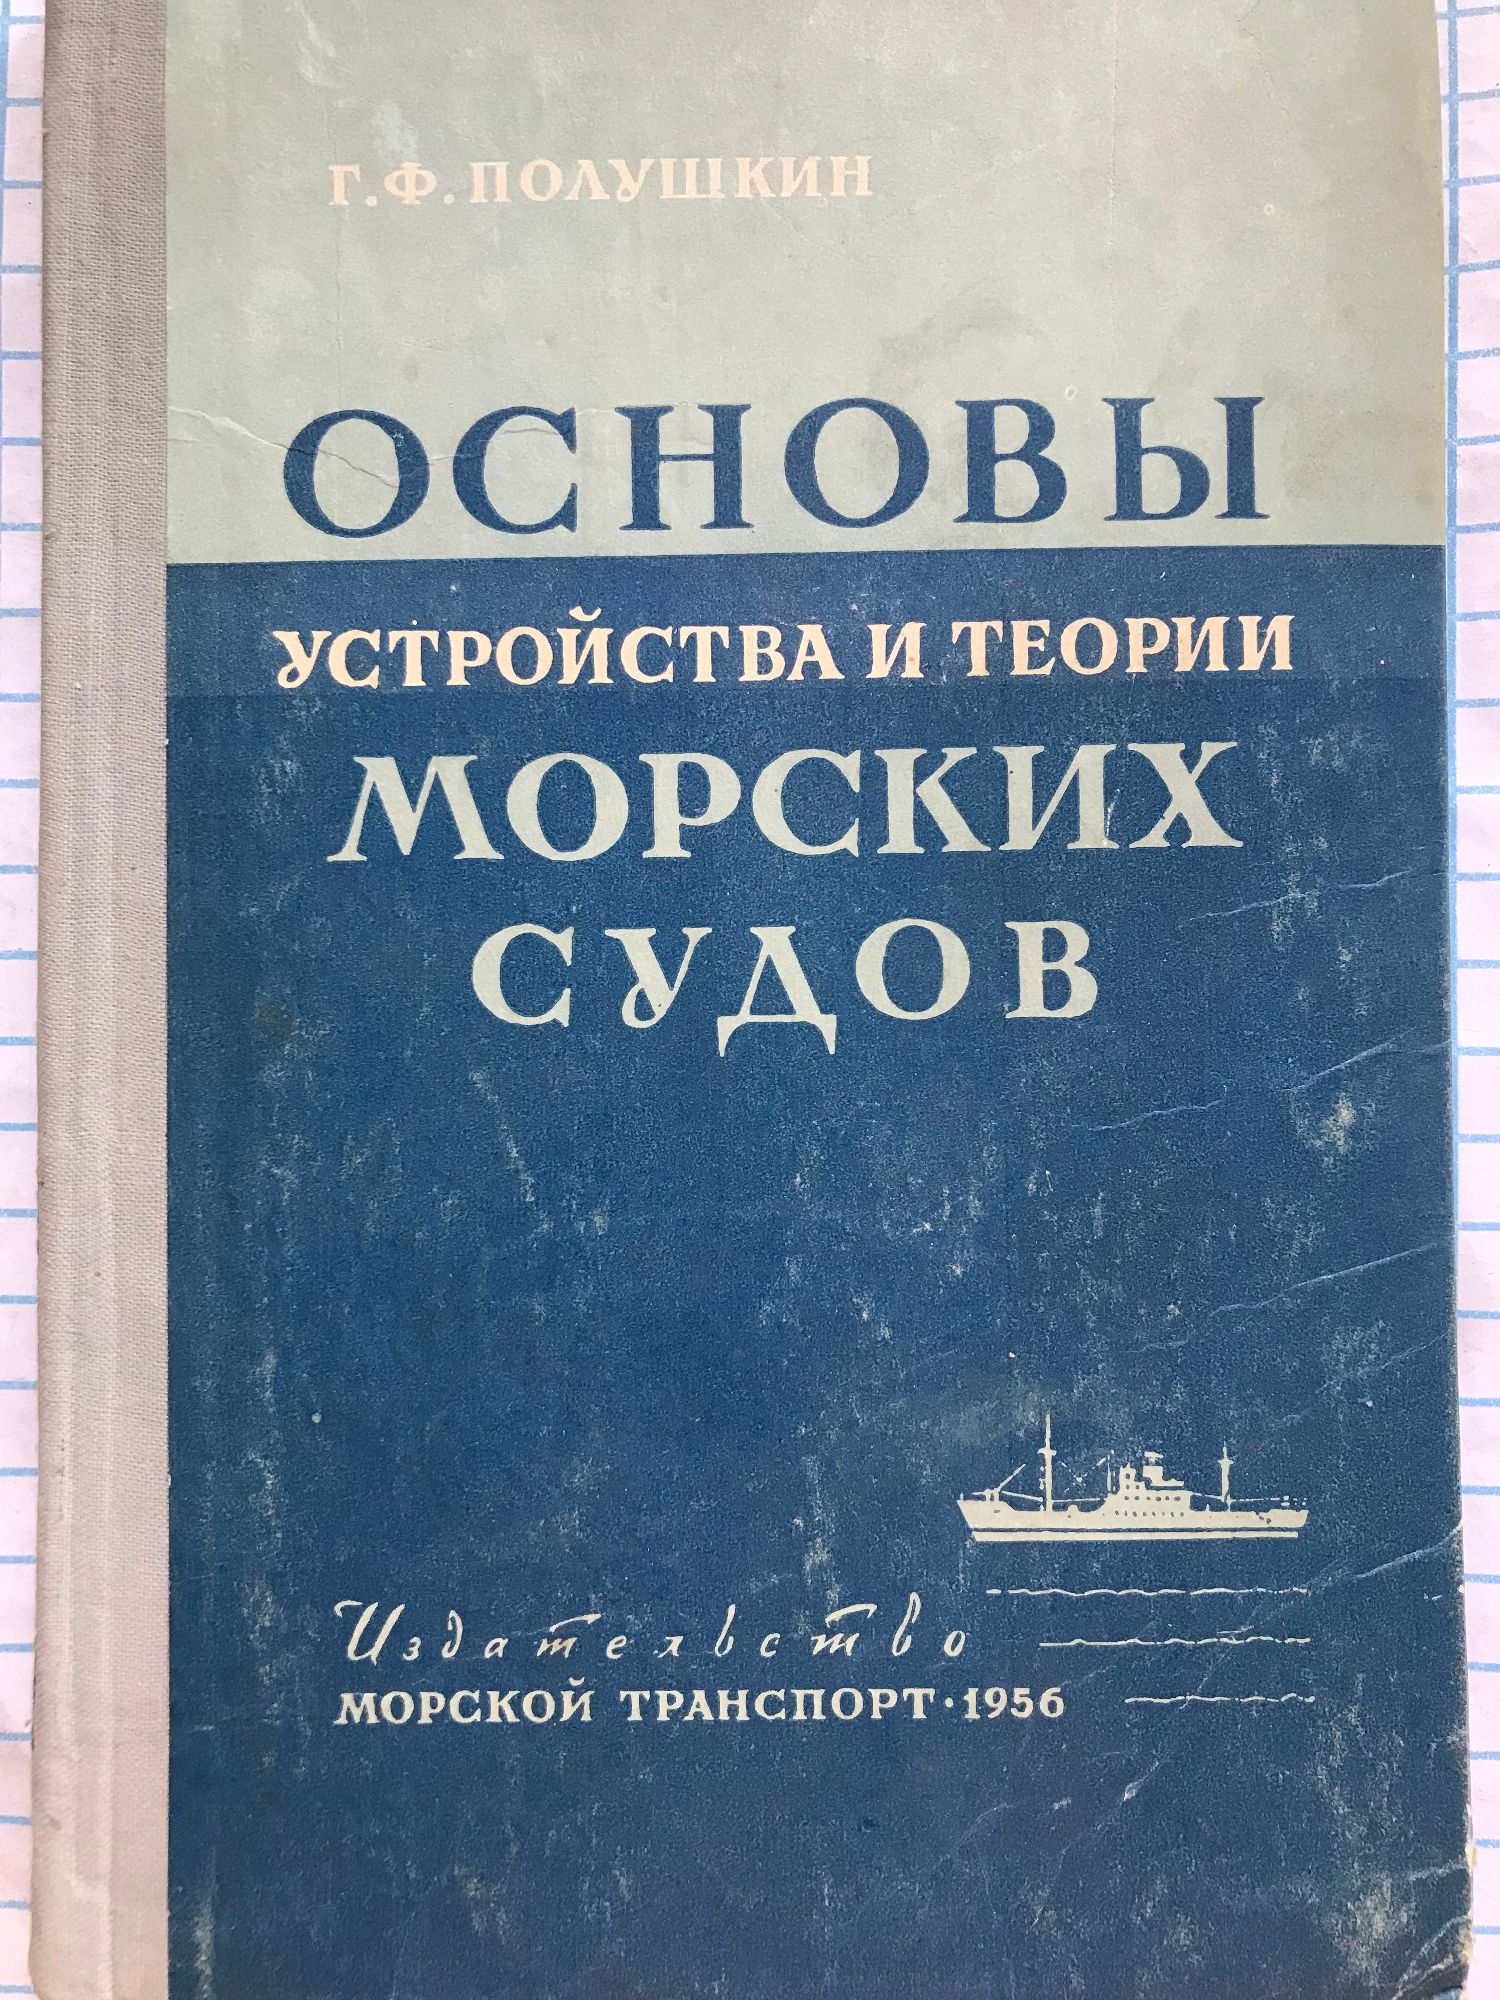 Г.Ф.ПОЛУШКИН
ОСНОВЫ
УСТРОЙСТВА И ТЕОРИИ
МОРСКИХ
СУДОВ
Издательство
МОРСКОЙ ТРАНСПОРТ·1956